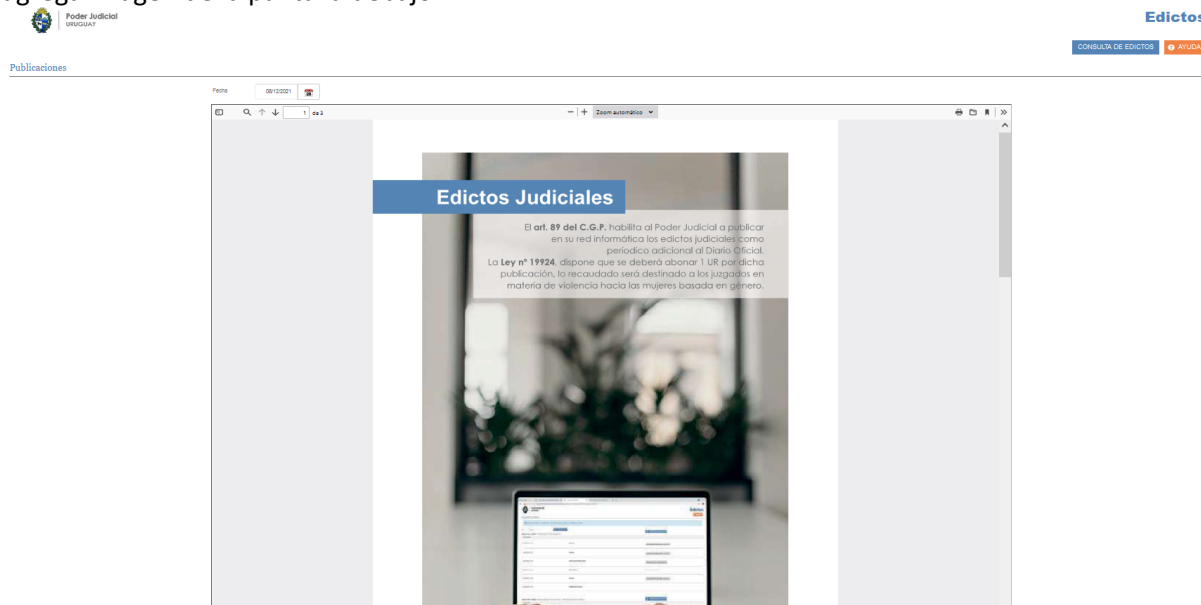 Poder Judicial
URUGUAY
Edictos
CONSULTA DE EDICTOS
AYUDA
Publicaciones
Fecha
08/12/2021
1 de 3
Zoom automático
Edictos Judiciales
El art. 89 del C.G.P. habilita al Poder Judicial a publicar
en su red informática los edictos judiciales como
periodico adicional al Diario Oficial.
La Ley nº 19924, dispone que se deberá abonar 1 UR por dicha
publicación, lo recaudado será destinado a los juzgados en
materia de violencia hacia las mujeres basada en género.
Edictos